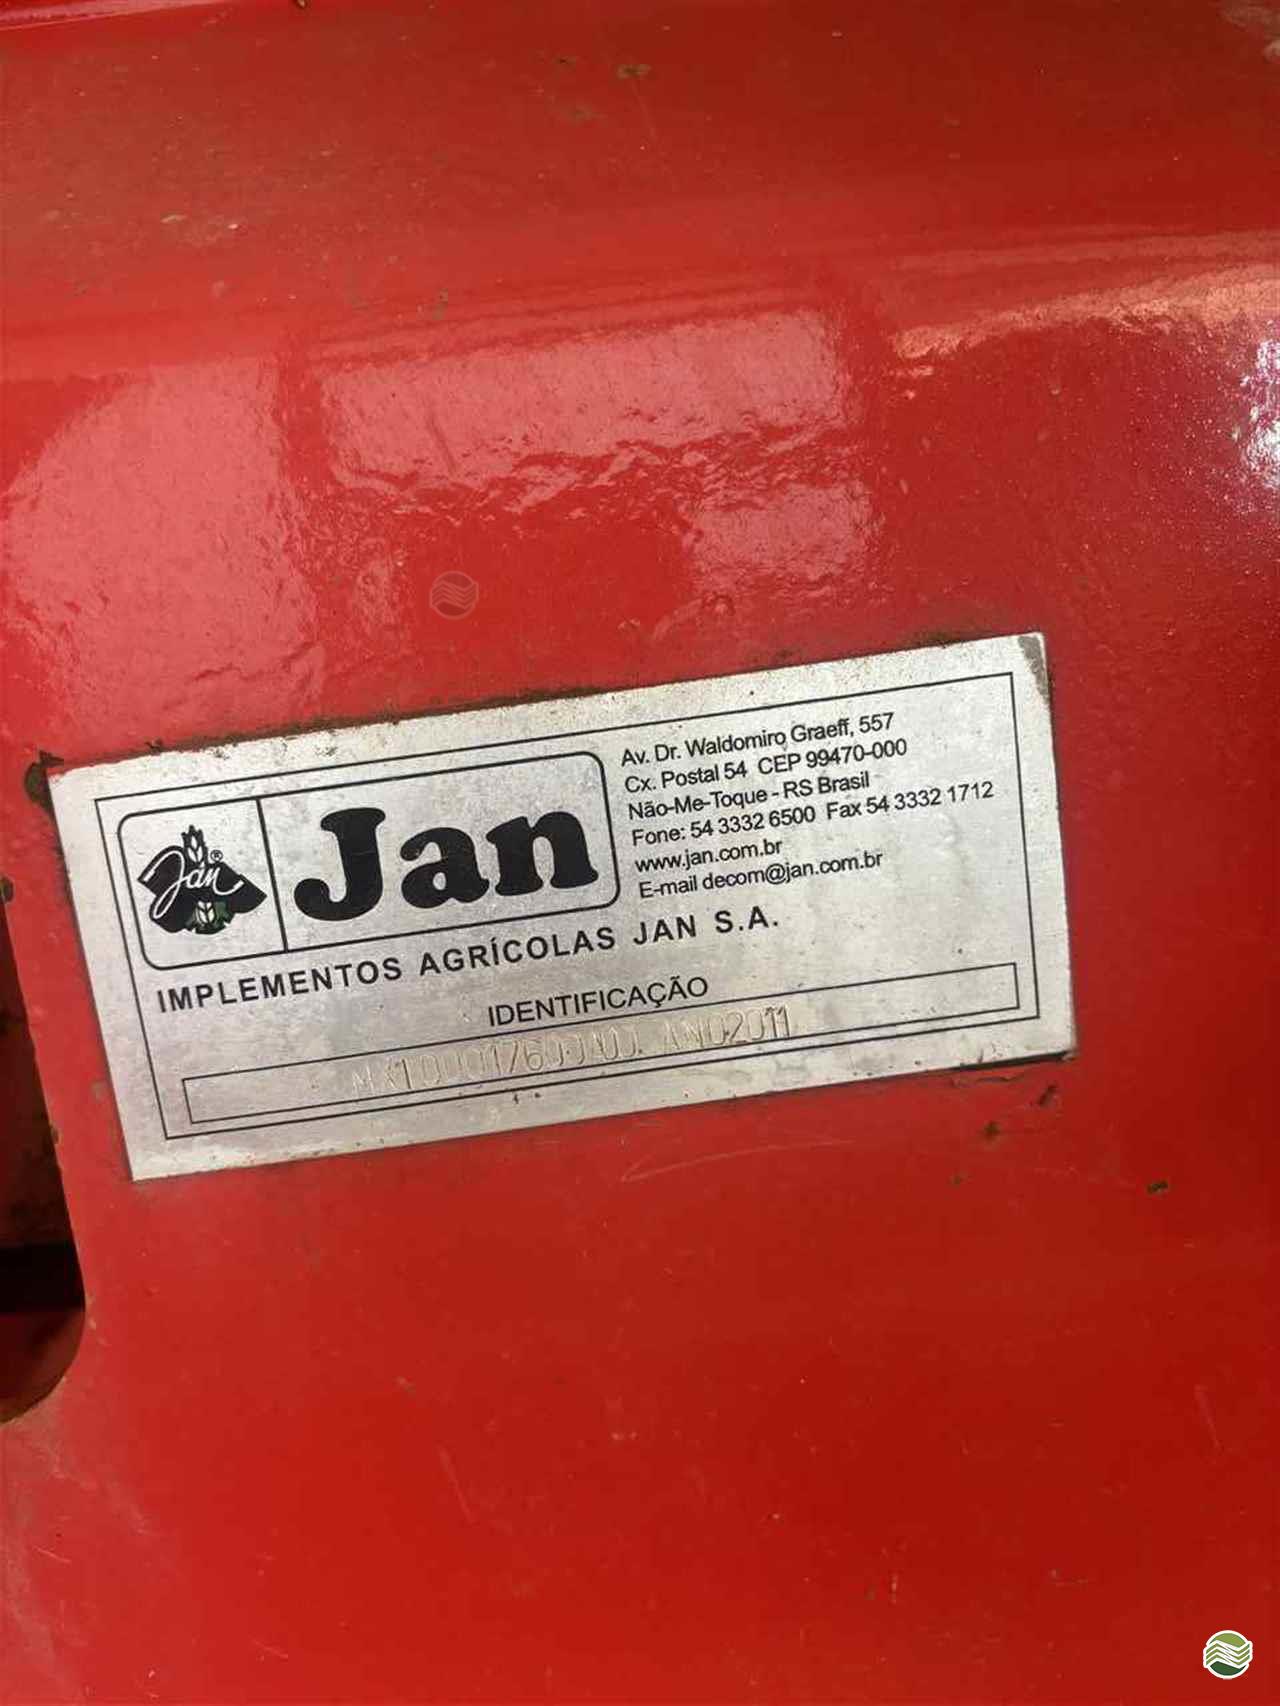 Jan®
Jan
Av. Dr. Waldomiro Graeff, 557
Cx. Postal 54 CEP 99470-000
Não-Me-Toque - RS Brasil
Fone: 54 3332 6500 Fax 54 3332 1712
www.jan.com.br
E-mail decom@jan.com.br
IMPLEMENTOS AGRÍCOLAS JAN S.A.
IDENTIFICAÇÃO
ANO2011